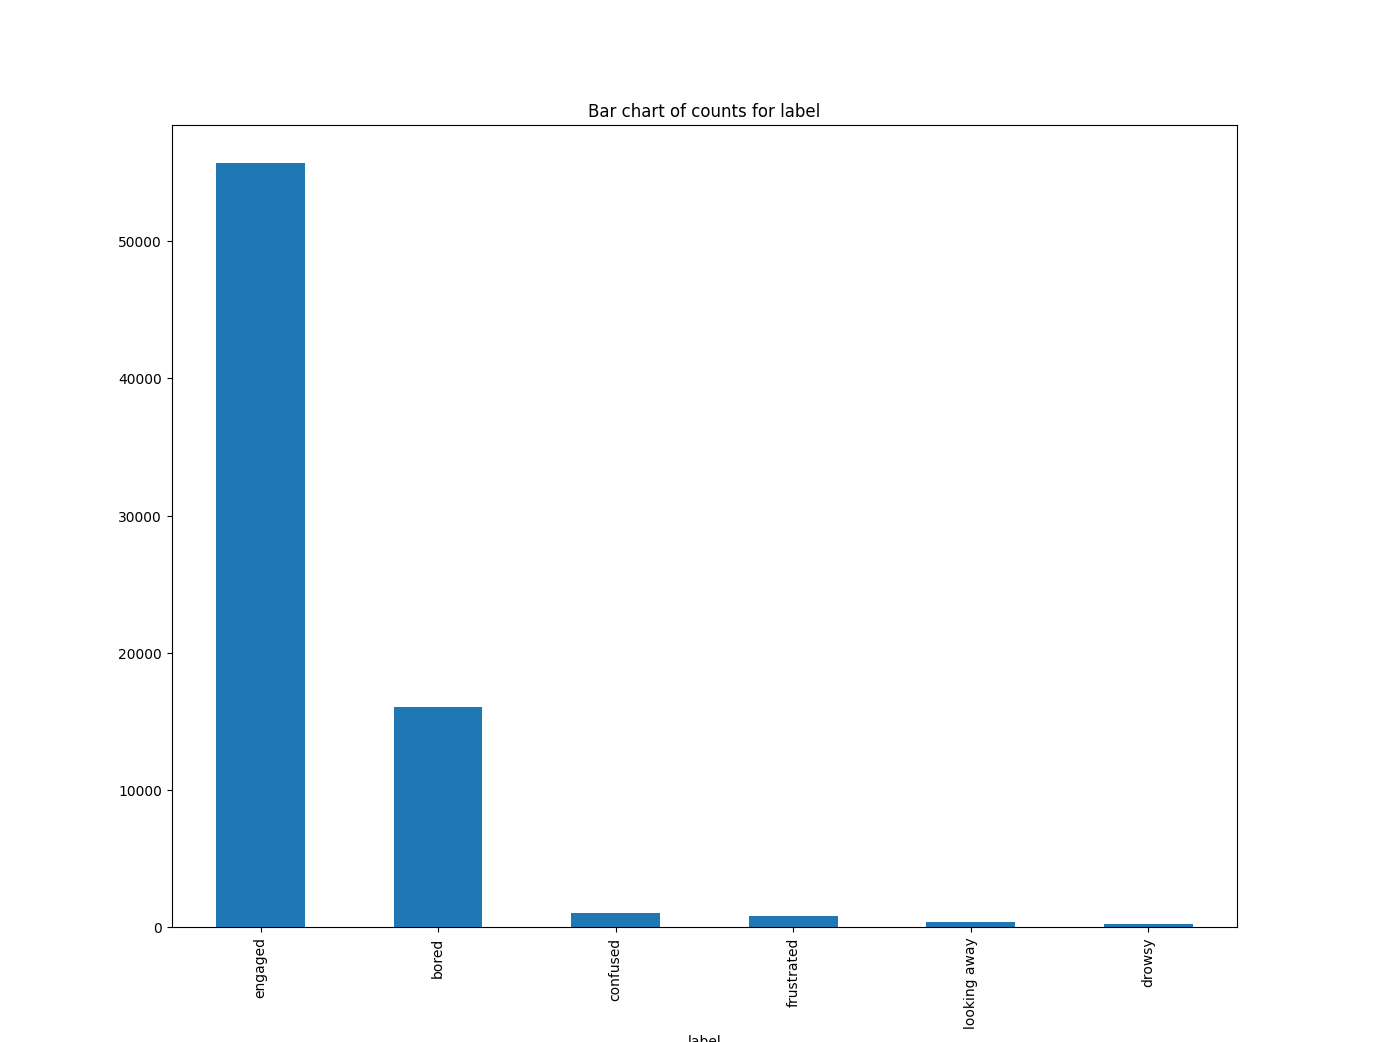 Bar chart of counts for label
50000
40000
30000
20000
10000
0
engaged
bored
confused
frustrated
looking away
drowsy
label